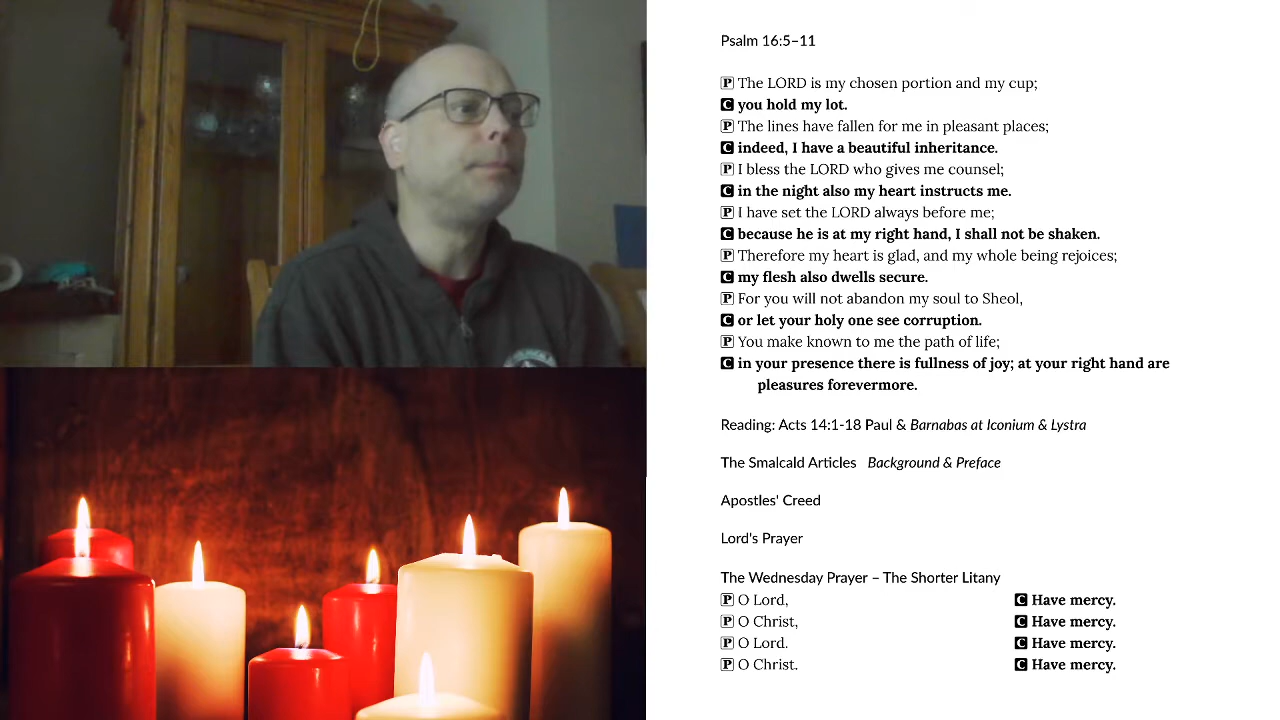 Psalm 16:5–11
P The LORD is my chosen portion and my cup;
C you hold my lot.
P The lines have fallen for me in pleasant places;
C indeed, I have a beautiful inheritance.
P I bless the LORD who gives me counsel;
C in the night also my heart instructs me.
P I have set the LORD always before me;
C because he is at my right hand, I shall not be shaken.
P Therefore my heart is glad, and my whole being rejoices;
C my flesh also dwells secure.
P For you will not abandon my soul to Sheol,
C or let your holy one see corruption.
P You make known to me the path of life;
C in your presence there is fullness of joy; at your right hand are
pleasures forevermore.
Reading: Acts 14:1-18 Paul & Barnabas at Iconium & Lystra
The Smalcald Articles Background & Preface
Apostles' Creed
Lord's Prayer
The Wednesday Prayer – The Shorter Litany
P O Lord, C Have mercy.
P O Christ, C Have mercy.
P O Lord. C Have mercy.
P O Christ. C Have mercy.